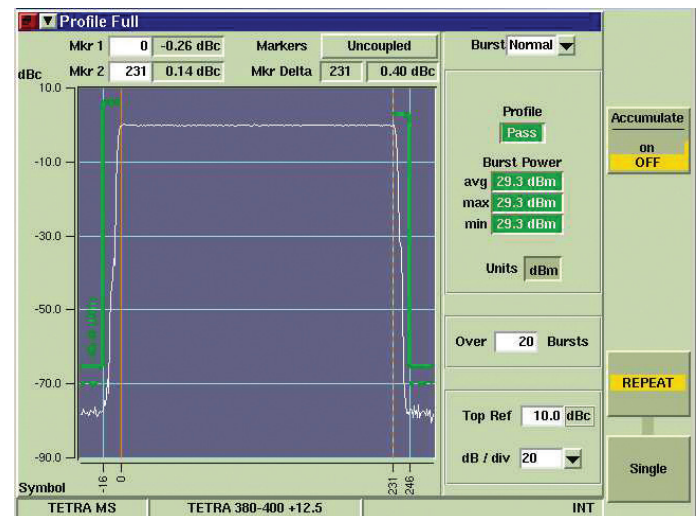 Profile Full
Mkr 1 0 -0.26 dBc Markers Uncoupled Burst Normal
dBc Mkr 2 231 0.14 dBc Mkr Delta 231 0.40 dBc
10.0
-10.0
-30.0
-50.0
-70.0
-90.0
Symbol -16 0 231 246
Profile
Pass
Burst Power
avg 29.3 dBm
max 29.3 dBm
min 29.3 dBm
Units dBm
Over 20 Bursts
Top Ref 10.0 dBc
dB / div 20
Accumulate
on
OFF
REPEAT
Single
TETRA MS TETRA 380-400 +12.5 INT